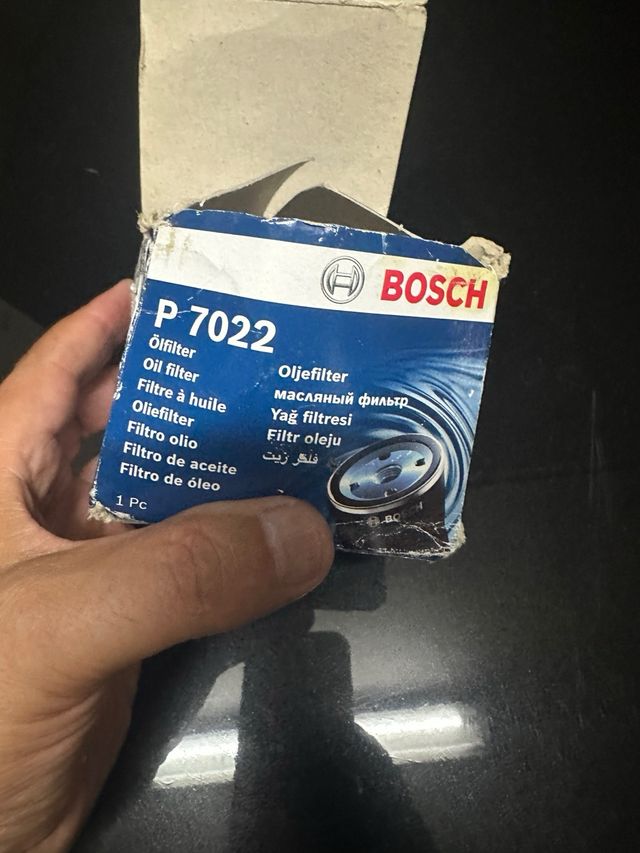 BOSCH
P 7022
Ölfilter
Oil filter
Filtre à huile
Oliefilter
Filtro olio
Filtro de aceite
Filtro de óleo
1 Pc
Oljefilter
масляный фильтр
Yağ filtresi
Filtr oleju
فلتر زيت
BOSCH